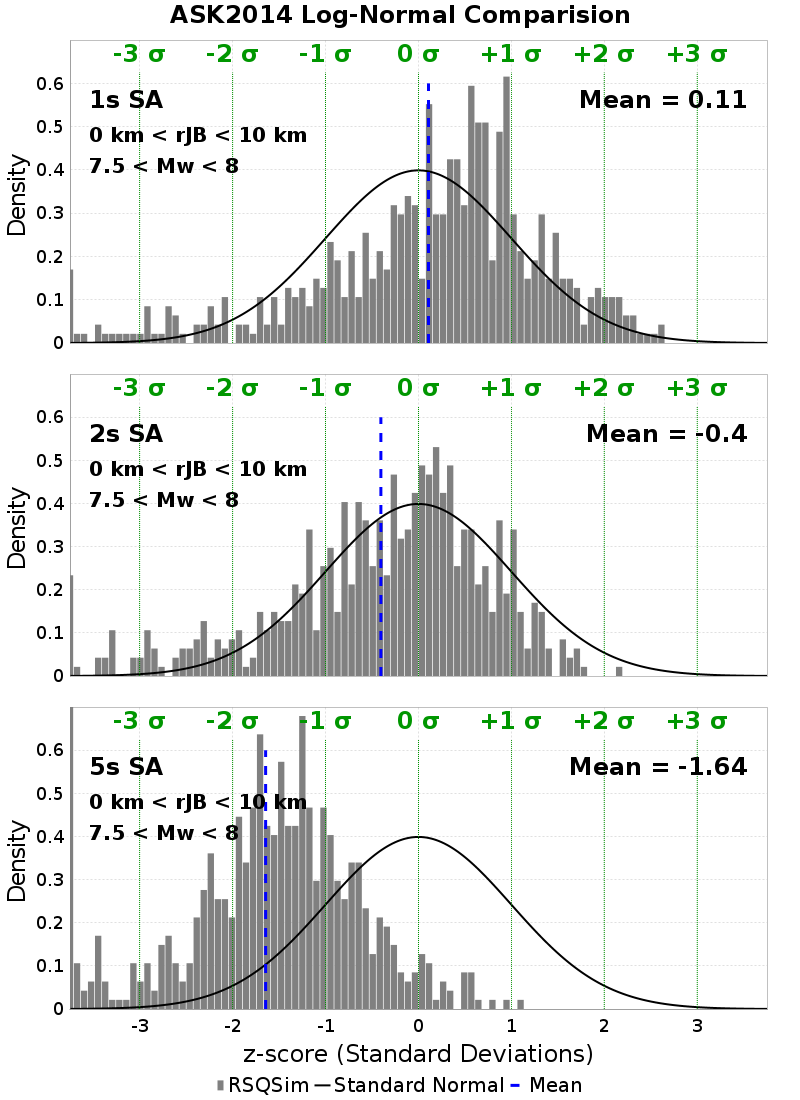 ASK2014 Log-Normal Comparision
-3 σ -2 σ -1 σ 0 σ +1 σ +2 σ +3 σ
1s SA
Mean = 0.11
0 km < rJB < 10 km
7.5 < Mw < 8
Density
0.6
0.5
0.4
0.3
0.2
0.1
0
-3 σ -2 σ -1 σ 0 σ +1 σ +2 σ +3 σ
2s SA
Mean = -0.4
0 km < rJB < 10 km
7.5 < Mw < 8
Density
0.6
0.5
0.4
0.3
0.2
0.1
0
-3 σ -2 σ -1 σ 0 σ +1 σ +2 σ +3 σ
5s SA
Mean = -1.64
0 km < rJB < 10 km
7.5 < Mw < 8
Density
0.6
0.5
0.4
0.3
0.2
0.1
0
-3 -2 -1 0 1 2 3
z-score (Standard Deviations)
RSQSim Standard Normal Mean